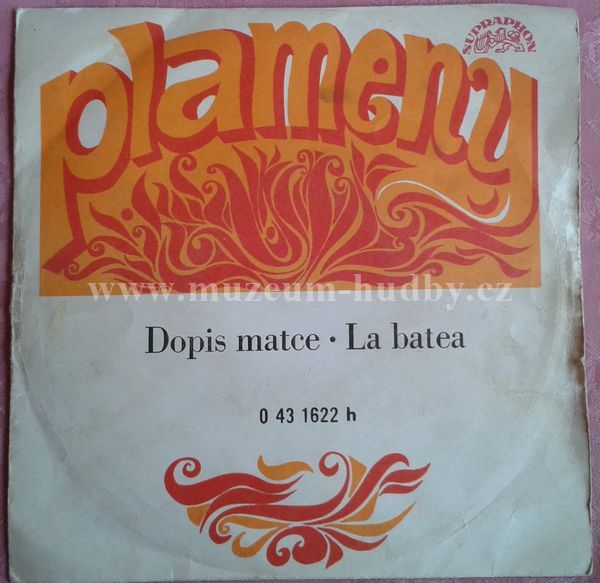 SUPRAPHON
plameny
www.muzeum-hudby.cz
Dopis matce • La batea
0 43 1622 h